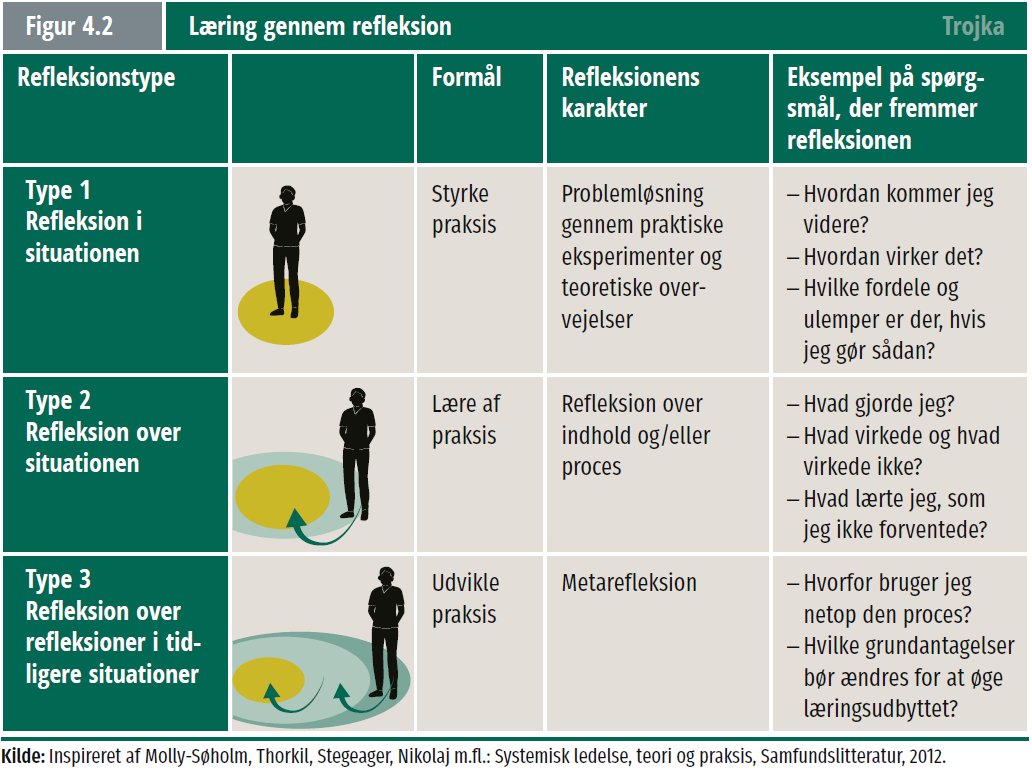 Figur 4.2
Læring gennem refleksion
Trojka
Refleksionstype
Formål
Refleksionens
karakter
Eksempel på spørg-
smål, der fremmer
refleksionen
Type 1
Refleksion i
situationen
Styrke
praksis
Problemløsning
gennem praktiske
eksperimenter og
teoretiske over-
vejelser
– Hvordan kommer jeg
videre?
– Hvordan virker det?
– Hvilke fordele og
ulemper er der, hvis
jeg gør sådan?
Type 2
Refleksion over
situationen
Lære af
praksis
Refleksion over
indhold og/eller
proces
– Hvad gjorde jeg?
– Hvad virkede og hvad
virkede ikke?
– Hvad lærte jeg, som
jeg ikke forventede?
Type 3
Refleksion over
refleksioner i tid-
ligere situationer
Udvikle
praksis
Metarefleksion
– Hvorfor bruger jeg
netop den proces?
– Hvilke grundantagelser
bør ændres for at øge
læringsudbyttet?
Kilde: Inspireret af Molly-Søholm, Thorkil, Stegeager, Nikolaj m.fl.: Systemisk ledelse, teori og praksis, Samfundslitteratur, 2012.